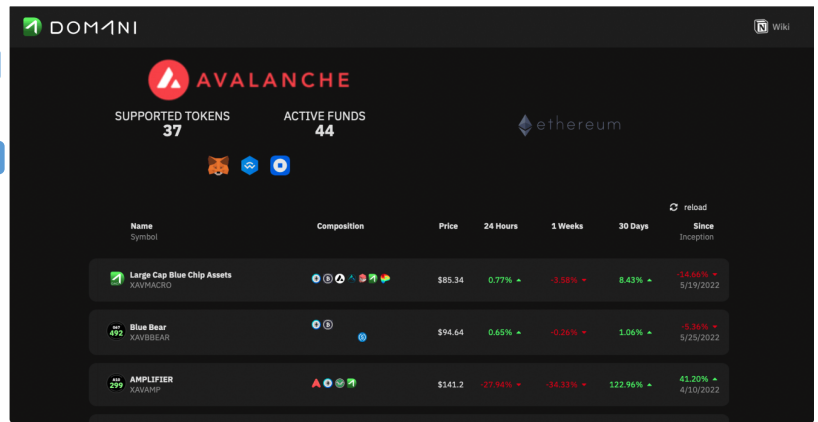 DOMANI
Wiki
AVALANCHE
SUPPORTED TOKENS
37
ACTIVE FUNDS
44
ethereum
reload
Name
Symbol
Composition
Price
24 Hours
1 Weeks
30 Days
Since
Inception
Large Cap Blue Chip Assets
XAVMACRO
$85.34
0.77%
-3.58%
8.43%
-14.66%
5/19/2022
492
Blue Bear
XAVBBEAR
$94.64
0.65%
-0.26%
1.06%
-5.36%
5/25/2022
299
AMPLIFIER
XAVAMP
$141.2
-27.94%
-34.33%
122.96%
41.20%
4/10/2022